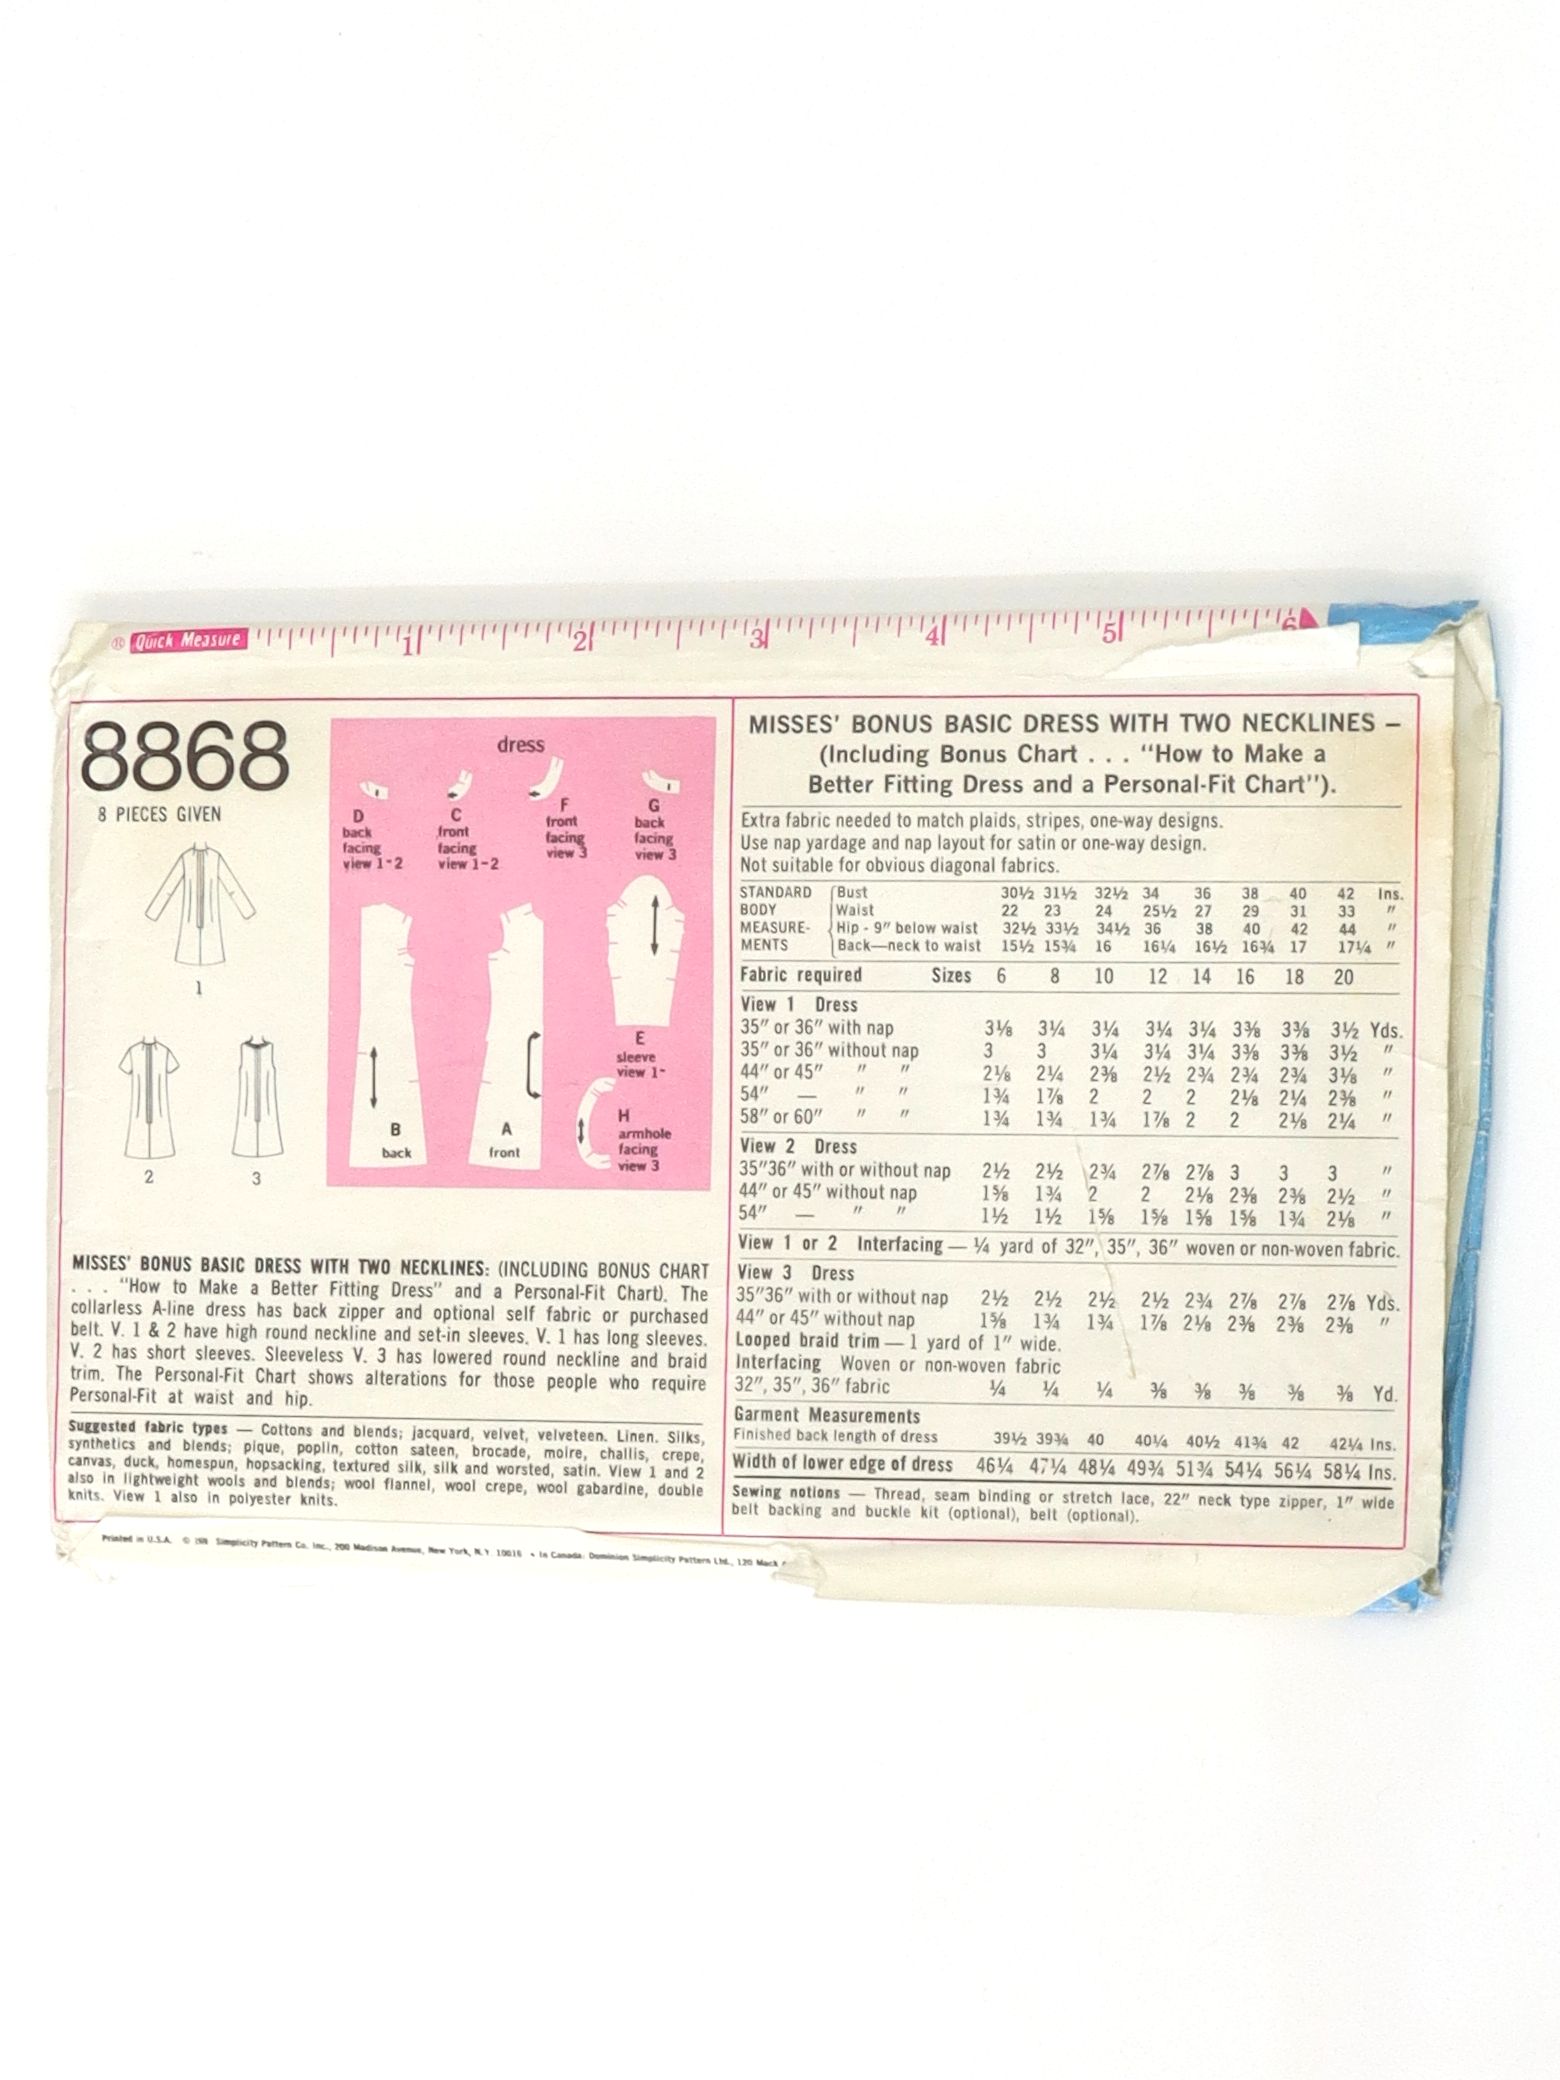 ® Quick Measure 1 2 3 4 5 6
8868
8 PIECES GIVEN
1
2 3
dress
D
back
facing
view 1-2
C
front
facing
view 1-2
F
front
facing
view 3
G
back
facing
view 3
E
sleeve
view 1-
H
armhole
facing
view 3
B
back
A
front
MISSES' BONUS BASIC DRESS WITH TWO NECKLINES: (INCLUDING BONUS CHART
. . . "How to Make a Better Fitting Dress" and a Personal-Fit Chart). The
collarless A-line dress has back zipper and optional self fabric or purchased
belt. V. 1 & 2 have high round neckline and set-in sleeves. V. 1 has long sleeves.
V. 2 has short sleeves. Sleeveless V. 3 has lowered round neckline and braid
trim. The Personal-Fit Chart shows alterations for those people who require
Personal-Fit at waist and hip.
Suggested fabric types — Cottons and blends; jacquard, velvet, velveteen. Linen. Silks,
synthetics and blends; pique, poplin, cotton sateen, brocade, moire, challis, crepe,
canvas, duck, homespun, hopsacking, textured silk, silk and worsted, satin. View 1 and 2
also in lightweight wools and blends; wool flannel, wool crepe, wool gabardine, double
knits. View 1 also in polyester knits.
Printed in U.S.A. © Simplicity Pattern Co. Inc., 200 Madison Avenue, New York, N.Y. 10016 • In Canada: Dominion Simplicity Pattern Ltd., 120 Mack
MISSES' BONUS BASIC DRESS WITH TWO NECKLINES –
(Including Bonus Chart . . . "How to Make a
Better Fitting Dress and a Personal-Fit Chart").
Extra fabric needed to match plaids, stripes, one-way designs.
Use nap yardage and nap layout for satin or one-way design.
Not suitable for obvious diagonal fabrics.
STANDARD Bust 30½ 31½ 32½ 34 36 38 40 42 Ins.
BODY Waist 22 23 24 25½ 27 29 31 33 "
MEASURE- Hip - 9" below waist 32½ 33½ 34½ 36 38 40 42 44 "
MENTS Back—neck to waist 15½ 15¾ 16 16¼ 16½ 16¾ 17 17¼ "
Fabric required Sizes 6 8 10 12 14 16 18 20
View 1 Dress
35" or 36" with nap 3⅛ 3¼ 3¼ 3¼ 3¼ 3⅜ 3⅜ 3½ Yds.
35" or 36" without nap 3 3 3¼ 3¼ 3¼ 3⅜ 3⅜ 3½ "
44" or 45" " " 2⅛ 2¼ 2⅜ 2½ 2¾ 2¾ 2¾ 3⅛ "
54" — " " 1¾ 1⅞ 2 2 2 2⅛ 2¼ 2⅜ "
58" or 60" " " 1¾ 1¾ 1¾ 1⅞ 2 2 2⅛ 2¼ "
View 2 Dress
35"36" with or without nap 2½ 2½ 2¾ 2⅞ 2⅞ 3 3 3 "
44" or 45" without nap 1⅝ 1¾ 2 2 2⅛ 2⅜ 2⅜ 2½ "
54" — " " 1½ 1½ 1⅝ 1⅝ 1⅝ 1⅝ 1¾ 2⅛ "
View 1 or 2 Interfacing — ¼ yard of 32", 35", 36" woven or non-woven fabric.
View 3 Dress
35"36" with or without nap 2½ 2½ 2½ 2½ 2¾ 2⅞ 2⅞ 2⅞ Yds.
44" or 45" without nap 1⅝ 1¾ 1¾ 1⅞ 2⅛ 2⅜ 2⅜ 2⅜ "
Looped braid trim — 1 yard of 1" wide.
Interfacing Woven or non-woven fabric
32", 35", 36" fabric ¼ ¼ ¼ ⅜ ⅜ ⅜ ⅜ ⅜ Yd.
Garment Measurements
Finished back length of dress 39½ 39¾ 40 40¼ 40½ 41¾ 42 42¼ Ins.
Width of lower edge of dress 46¼ 47¼ 48¼ 49¾ 51¾ 54¼ 56¼ 58¼ Ins.
Sewing notions — Thread, seam binding or stretch lace, 22" neck type zipper, 1" wide
belt backing and buckle kit (optional), belt (optional).